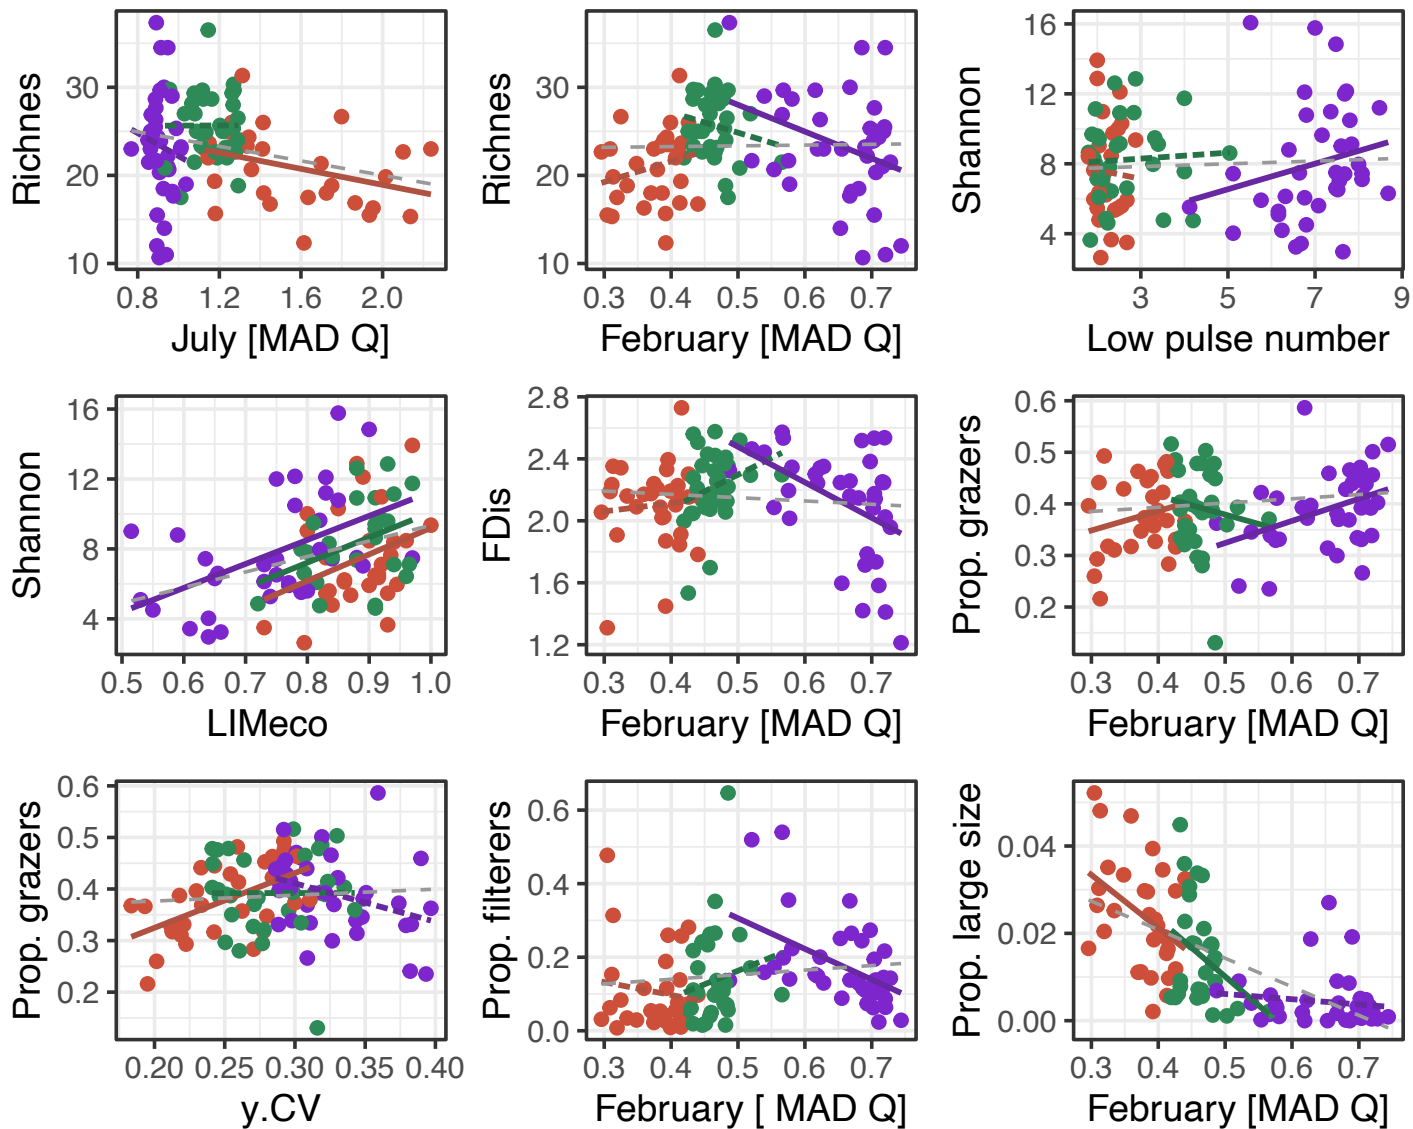 Richnes
30
20
10
0.8 1.2 1.6 2.0
July [MAD Q]
Richnes
30
20
10
0.3 0.4 0.5 0.6 0.7
February [MAD Q]
Shannon
16
12
8
4
3 5 7 9
Low pulse number
Shannon
16
12
8
4
0.5 0.6 0.7 0.8 0.9 1.0
LIMeco
FDis
2.8
2.4
2.0
1.6
1.2
0.3 0.4 0.5 0.6 0.7
February [MAD Q]
Prop. grazers
0.6
0.5
0.4
0.3
0.2
0.3 0.4 0.5 0.6 0.7
February [MAD Q]
Prop. grazers
0.6
0.5
0.4
0.3
0.2
0.20 0.25 0.30 0.35 0.40
y.CV
Prop. filterers
0.6
0.4
0.2
0.0
0.3 0.4 0.5 0.6 0.7
February [ MAD Q]
Prop. large size
0.04
0.02
0.00
0.3 0.4 0.5 0.6 0.7
February [MAD Q]